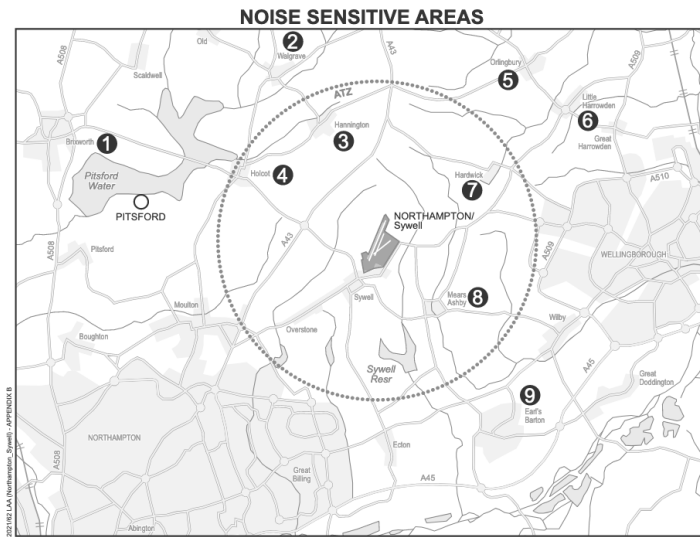 NOISE SENSITIVE AREAS
A508
Old
2
Walgrave
A43
Orlingbury
5
A509
Scaldwell
ATZ
Little
Harrowden
6
Great
Harrowden
Hannington
3
1
Brixworth
4
Holcot
Hardwick
7
A510
Pitsford
Water
PITSFORD
NORTHAMPTON/
Sywell
A43
A508
Pitsford
A509
WELLINGBOROUGH
Moulton
Sywell
Mears
Ashby
8
Overstone
Wilby
Boughton
Sywell
Resr
A45
Great
Doddington
9
Earl's
Barton
NORTHAMPTON
Ecton
A508
Great
Billing
A45
Abington
2021/62 LAA (Northampton_Sywell) - APPENDIX B